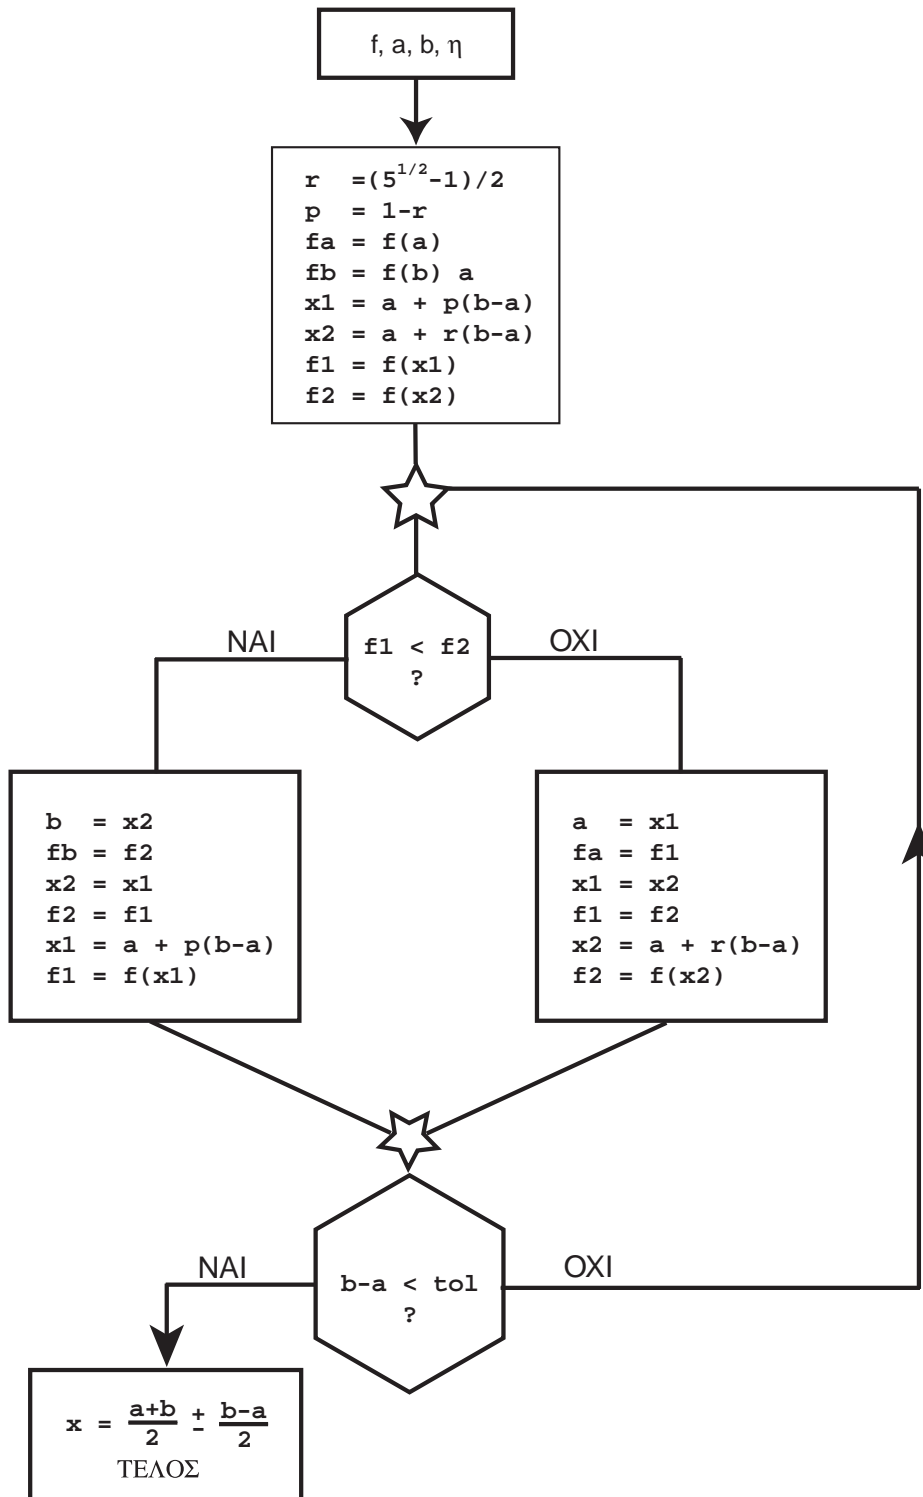 f, a, b, η
r =(5^{1/2}-1)/2
p = 1-r
fa = f(a)
fb = f(b) a
x1 = a + p(b-a)
x2 = a + r(b-a)
f1 = f(x1)
f2 = f(x2)
ΝΑΙ
f1 < f2
?
ΟΧΙ
b = x2
fb = f2
x2 = x1
f2 = f1
x1 = a + p(b-a)
f1 = f(x1)
a = x1
fa = f1
x1 = x2
f1 = f2
x2 = a + r(b-a)
f2 = f(x2)
ΝΑΙ
b-a < tol
?
ΟΧΙ
x = \frac{a+b}{2} ± \frac{b-a}{2}
ΤΕΛΟΣ